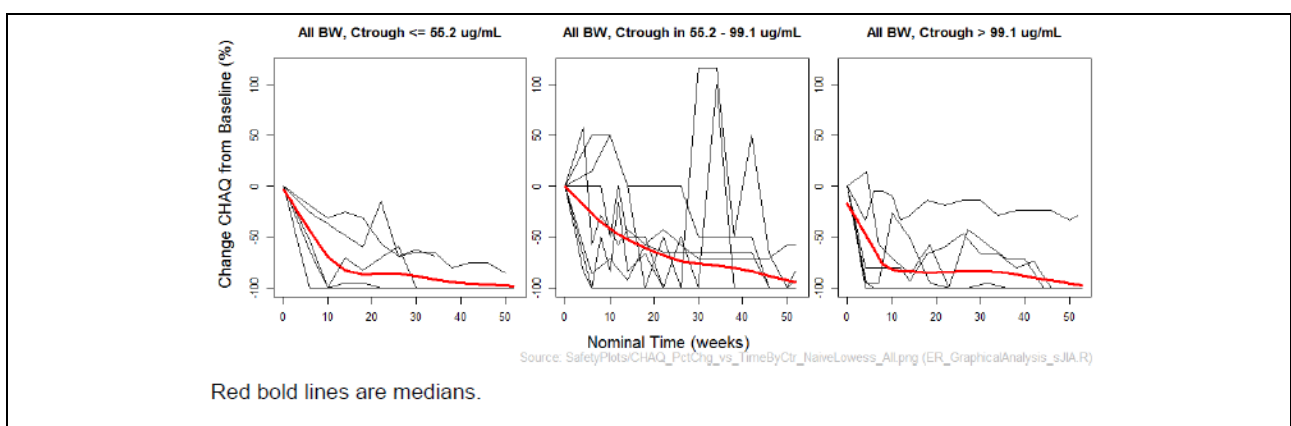 All BW, Ctrough <= 55.2 ug/mL
All BW, Ctrough in 55.2 - 99.1 ug/mL
All BW, Ctrough > 99.1 ug/mL
Change CHAQ from Baseline (%)
100
50
0
-50
-100
100
50
0
-50
-100
100
50
0
-50
-100
0 10 20 30 40 50
0 10 20 30 40 50
0 10 20 30 40 50
Nominal Time (weeks)
Source: SafetyPlots/CHAQ_PctChg_vs_TimeByCtr_NaiveLowess_All.png (ER_GraphicalAnalysis_sJIA.R)
Red bold lines are medians.